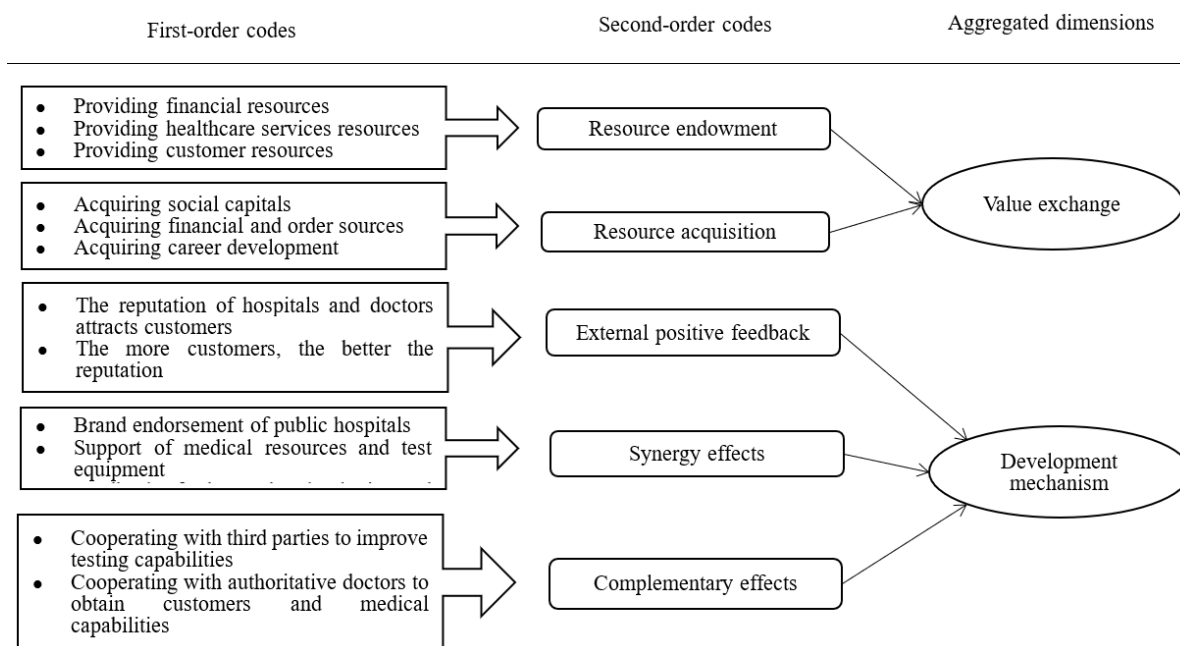 First-order codes
Second-order codes
Aggregated dimensions
● Providing financial resources
● Providing healthcare services resources
● Providing customer resources
Resource endowment
● Acquiring social capitals
● Acquiring financial and order sources
● Acquiring career development
Resource acquisition
Value exchange
● The reputation of hospitals and doctors
attracts customers
● The more customers, the better the
reputation
External positive feedback
● Brand endorsement of public hospitals
● Support of medical resources and test
equipment
Synergy effects
● Cooperating with third parties to improve
testing capabilities
● Cooperating with authoritative doctors to
obtain customers and medical
capabilities
Complementary effects
Development
mechanism